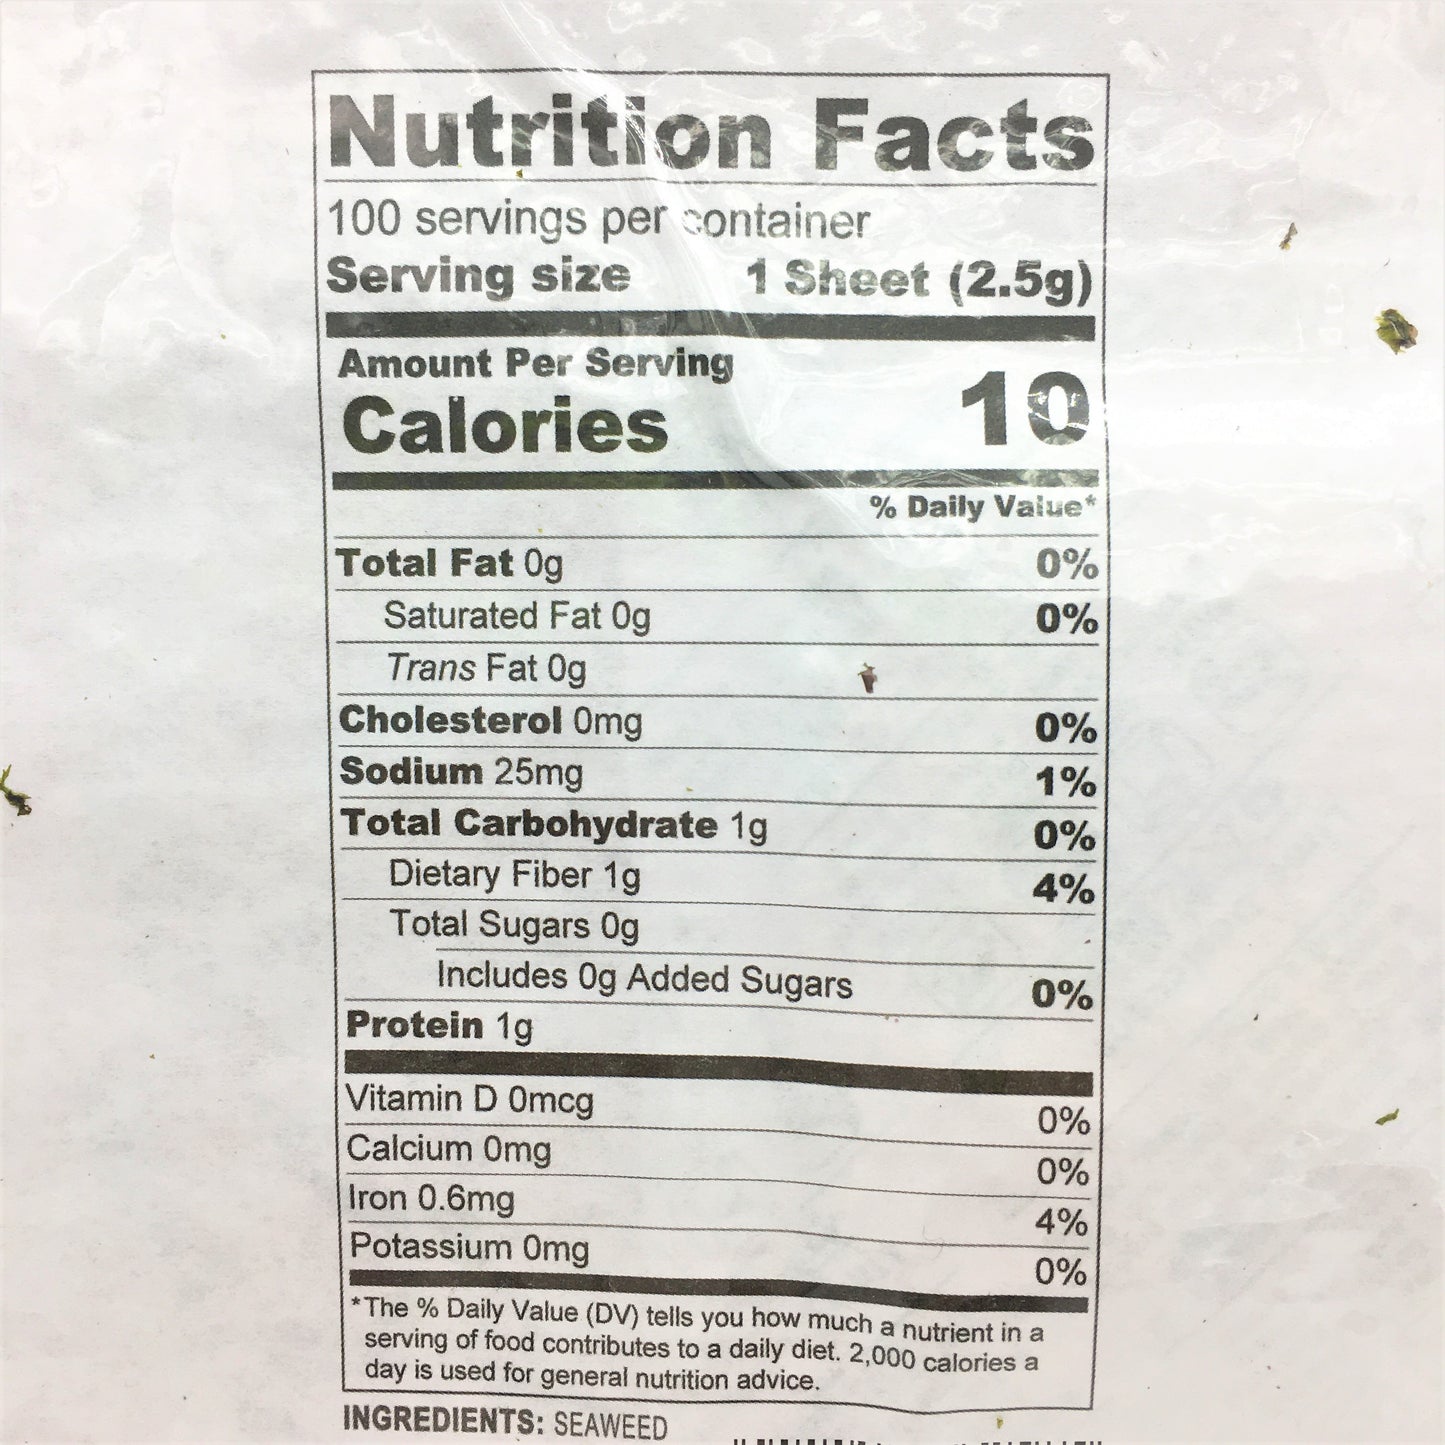 Nutrition Facts
100 servings per container
Serving size 1 Sheet (2.5g)
Amount Per Serving
Calories 10
% Daily Value*
Total Fat 0g 0%
Saturated Fat 0g 0%
Trans Fat 0g
Cholesterol 0mg 0%
Sodium 25mg 1%
Total Carbohydrate 1g 0%
Dietary Fiber 1g 4%
Total Sugars 0g
Includes 0g Added Sugars 0%
Protein 1g
Vitamin D 0mcg 0%
Calcium 0mg 0%
Iron 0.6mg 4%
Potassium 0mg 0%
*The % Daily Value (DV) tells you how much a nutrient in a
serving of food contributes to a daily diet. 2,000 calories a
day is used for general nutrition advice.
INGREDIENTS: SEAWEED